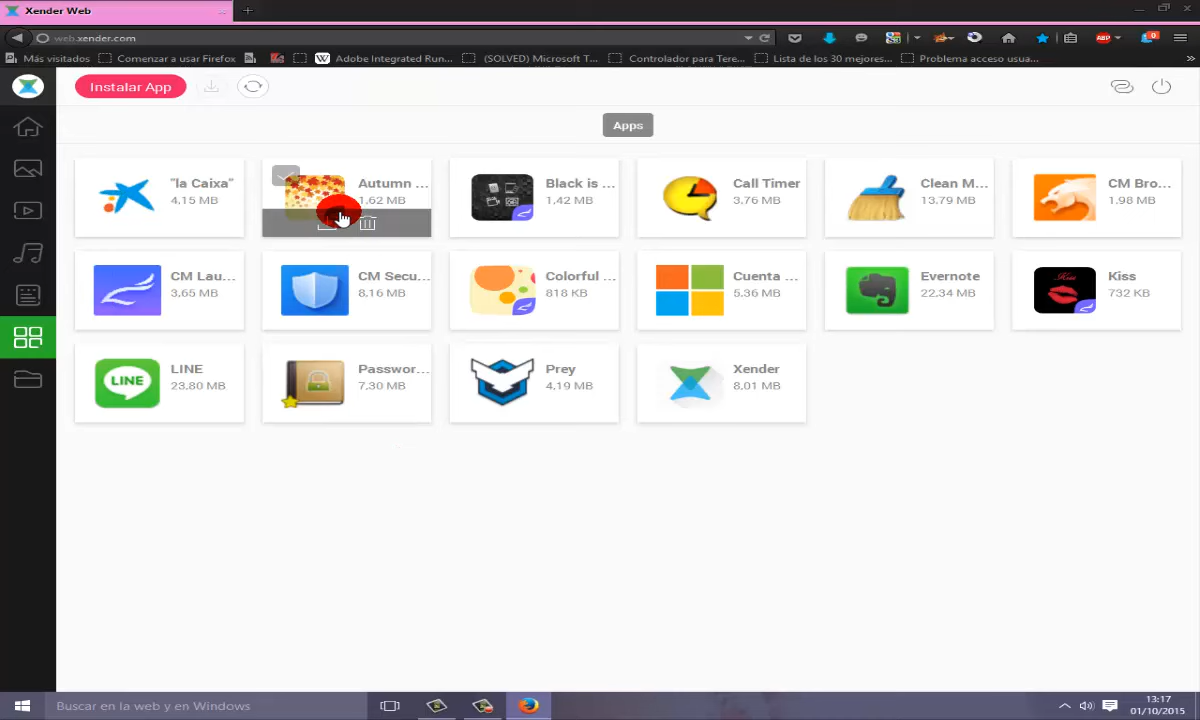 Xender Web
web.xender.com
Más visitados
Comenzar a usar Firefox
W
Adobe Integrated Run...
(SOLVED) Microsoft T...
Controlador para Tere...
Lista de los 30 mejores...
Problema acceso usua...
»
Instalar App
Apps
"la Caixa"
4,15 MB
Autumn ...
1.62 MB
Black is ...
1,42 MB
Call Timer
3.76 MB
Clean M...
13.79 MB
CM Bro...
1.98 MB
CM Lau...
3,65 MB
CM Secu...
8,16 MB
Colorful ...
818 KB
Cuenta ...
5.36 MB
Evernote
22,34 MB
Kiss
Kiss
732 KB
LINE
LINE
23,80 MB
Passwor...
7,30 MB
Prey
4,19 MB
Xender
8,01 MB
Buscar en la web y en Windows
13:17
01/10/2015